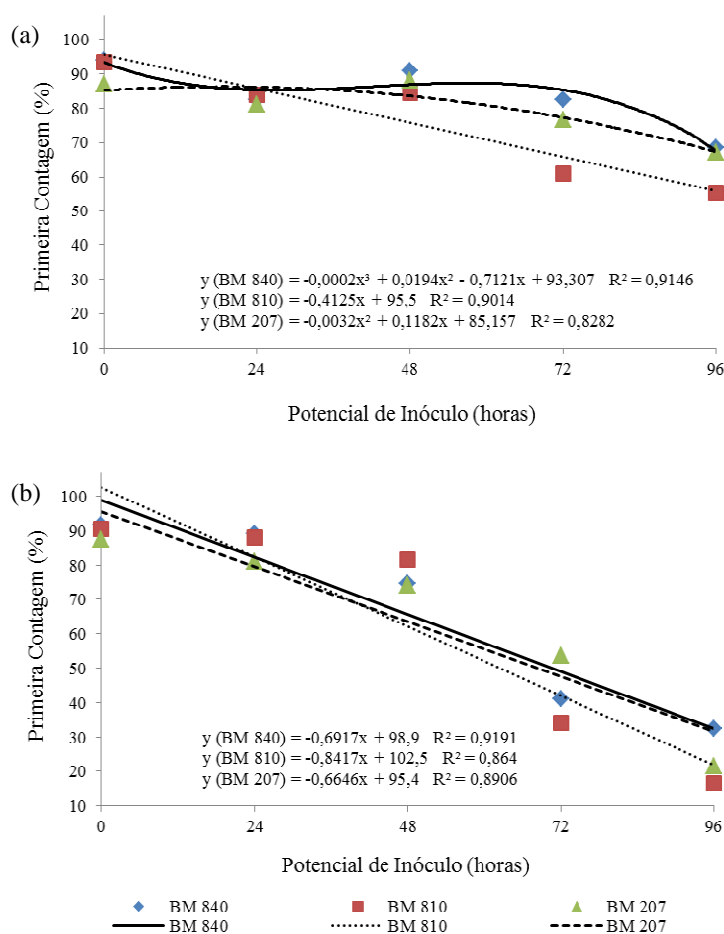 (a)
100
90
80
70
60
50
40
30
20
10
Primeira Contagem (%)
y (BM 840) = -0,0002x³ + 0,0194x² - 0,7121x + 93,307 R² = 0,9146
y (BM 810) = -0,4125x + 95,5 R² = 0,9014
y (BM 207) = -0,0032x² + 0,1182x + 85,157 R² = 0,8282
0 24 48 72 96
Potencial de Inóculo (horas)
(b)
100
90
80
70
60
50
40
30
20
10
Primeira Contagem (%)
y (BM 840) = -0,6917x + 98,9 R² = 0,9191
y (BM 810) = -0,8417x + 102,5 R² = 0,864
y (BM 207) = -0,6646x + 95,4 R² = 0,8906
0 24 48 72 96
Potencial de Inóculo (horas)
BM 840 BM 810 BM 207
BM 840 BM 810 BM 207